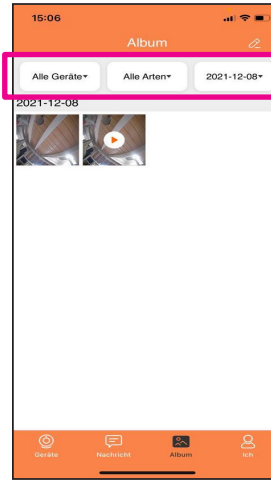 15:06
Album
Alle Geräte
Alle Arten
2021-12-08
2021-12-08
Geräte
Nachricht
Album
Ich